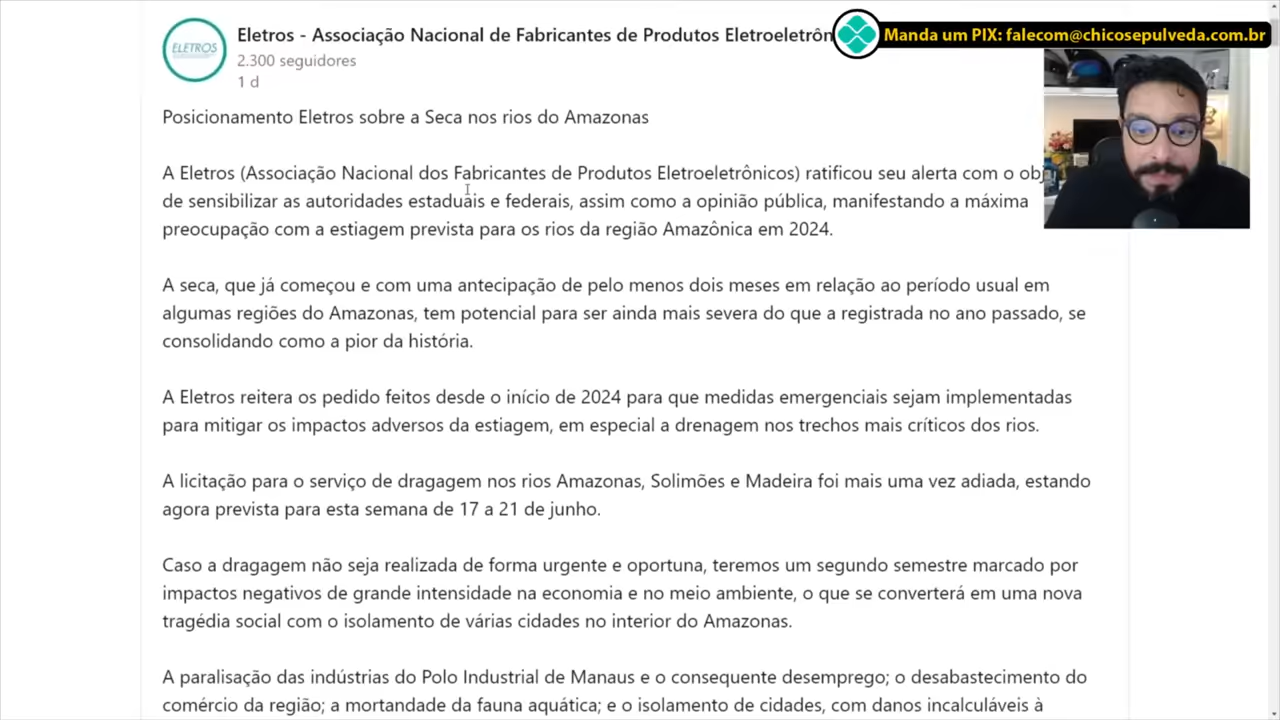 Eletros - Associação Nacional de Fabricantes de Produtos
Manda um PIX: falecom@chicosepulveda.com.br
ELETROS
2.300 seguidores
1 d
Posicionamento Eletros sobre a Seca nos rios do Amazonas
A Eletros (Associação Nacional dos Fabricantes de Produtos Eletroeletrônicos) ratificou seu alerta com o
de sensibilizar as autoridades estaduais e federais, assim como a opinião pública, manifestando a máxima
preocupação com a estiagem prevista para os rios da região Amazônica em 2024.
A seca, que já começou e com uma antecipação de pelo menos dois meses em relação ao período usual em
algumas regiões do Amazonas, tem potencial para ser ainda mais severa do que a registrada no ano passado, se
consolidando como a pior da história.
A Eletros reitera os pedido feitos desde o início de 2024 para que medidas emergenciais sejam implementadas
para mitigar os impactos adversos da estiagem, em especial a drenagem nos trechos mais críticos dos rios.
A licitação para o serviço de dragagem nos rios Amazonas, Solimões e Madeira foi mais uma vez adiada, estando
agora prevista para esta semana de 17 a 21 de junho.
Caso a dragagem não seja realizada de forma urgente e oportuna, teremos um segundo semestre marcado por
impactos negativos de grande intensidade na economia e no meio ambiente, o que se converterá em uma nova
tragédia social com o isolamento de várias cidades no interior do Amazonas.
A paralisação das indústrias do Polo Industrial de Manaus e o consequente desemprego; o desabastecimento do
comércio da região; a mortandade da fauna aquática; e o isolamento de cidades, com danos incalculáveis à